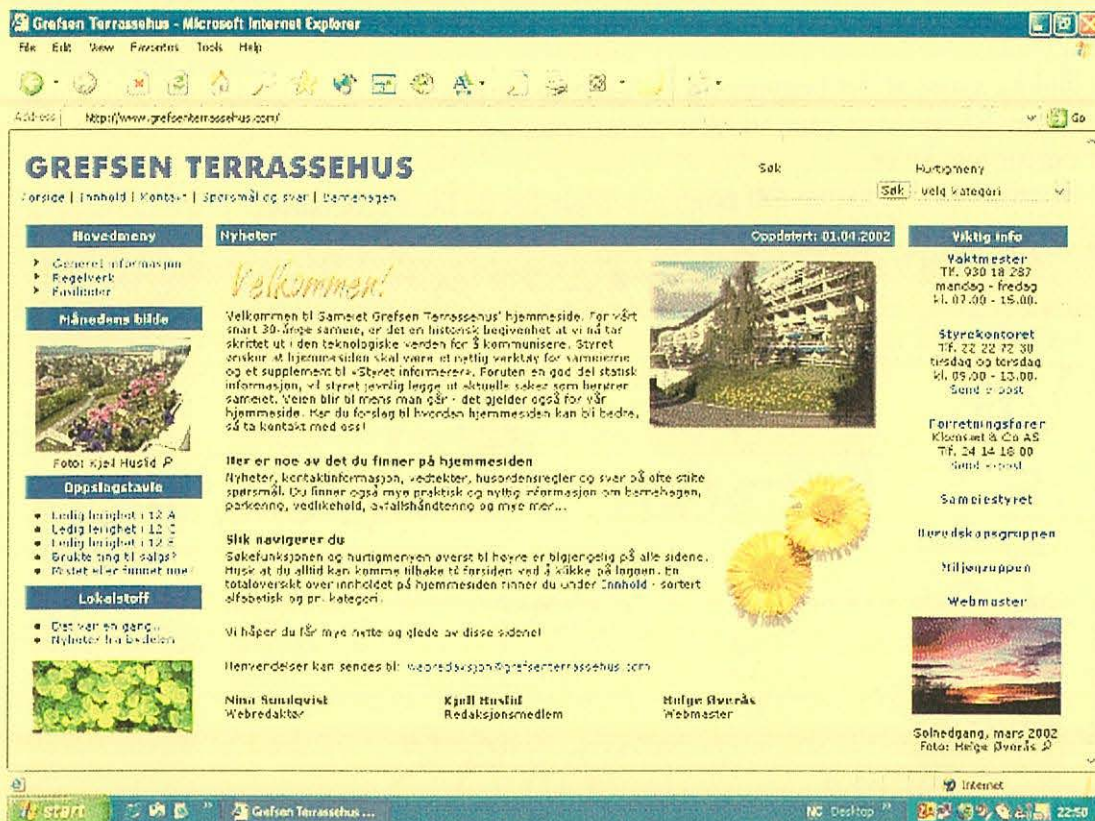 Grefsen Terrassehus - Microsoft Internet Explorer
File Edit View Favorites Tools Help
Address http://www.grefsenterrassehus.com/ Go
GREFSEN TERRASSEHUS
Søk Hurtigmeny
Forside | Innhold | Kontakt | Spørsmål og svar | Barnehagen
Søk Velg kategori
Hovedmeny
Generell informasjon
Regelverk
Fasiliteter
Månedens bilde
Foto: Kjell Huslid
Oppslagstavle
Ledig leilighet i 12 A
Ledig leilighet i 12 C
Ledig leilighet i 12
Brukte ting til salgs?
Mistet eller funnet noe
Lokalstoff
Det var en gang..
Nyheter fra bydelen
Nyheter Oppdatert: 01.04.2002
Velkommen!
Velkommen til Sameiet Grefsen Terrassehus' hjemmeside. For vårt
snart 30-årige sameie, er det en historisk begivenhet at vi nå tar
skrittet ut i den teknologiske verden for å kommunisere. Styret
ønsker at hjemmesiden skal være et nyttig verktøy for sameierne
og et supplement til «Styret informerer». Foruten en god del statisk
informasjon, vil styret jevnlig legge ut aktuelle saker som berører
sameiet. Veien blir til mens man går - det gjelder også for vår
hjemmeside. Har du forslag til hvordan hjemmesiden kan bli bedre,
så ta kontakt med oss!
Her er noe av det du finner på hjemmesiden
Nyheter, kontaktinformasjon, vedtekter, husordensregler og svar på ofte stilte
spørsmål. Du finner også mye praktisk og nyttig informasjon om barnehagen,
parkering, vedlikehold, avfallshåndtering og mye mer...
Slik navigerer du
Søkefunksjonen og hurtigmenyen øverst til høyre er tilgjengelig på alle sidene.
Husk at du alltid kan komme tilbake til forsiden ved å klikke på logoen. En
totaloversikt over innholdet på hjemmesiden finner du under Innhold - sortert
alfabetisk og pr. kategori.
Vi håper du får mye nytte og glede av disse sidene!
Henvendelser kan sendes til: webredaksjon@grefsenterrassehus.com
Nina Sundqvist Kjell Huslid Helge Øverås
Webredaktør Redaksjonsmedlem Webmaster
Viktig info
Vaktmester
Tlf. 930 18 287
mandag - fredag
kl. 07.00 - 15.00.
Styrekontoret
Tlf. 22 22 72 30
tirsdag og torsdag
kl. 09.00 - 13.00.
Send e-post
Forretningsfører
Klomsæt & Co AS
Tlf. 24 14 16 00
Send e-post
Sameiestyret
Beredskapsgruppen
Miljøgruppen
Webmaster
Solnedgang, mars 2002
Foto: Helge Øverås
Internet
start Grefsen Terrassehus ... NO Desktop 22:50